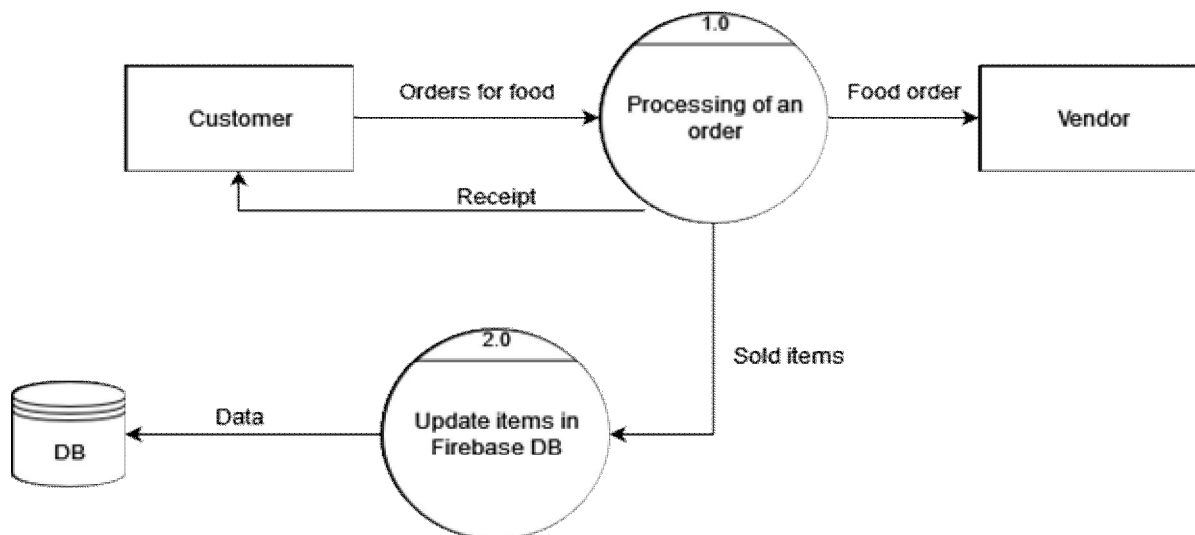 1.0
Customer
Orders for food
Processing of an
order
Food order
Vendor
Receipt
Sold items
2.0
Update items in
Firebase DB
Data
DB